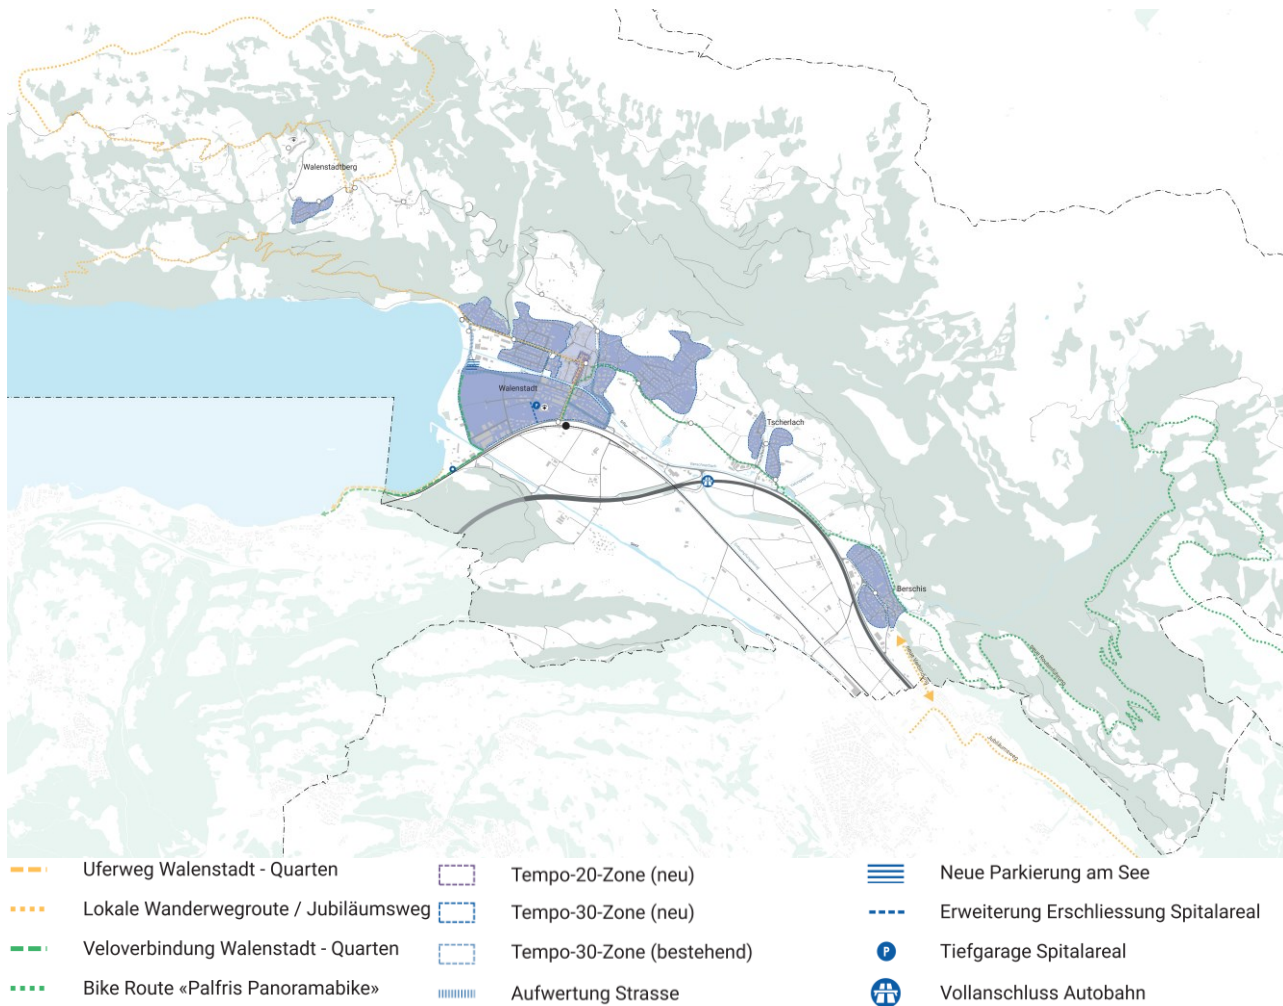 Walenstadtberg
Walenstadt
Tscherlach
Berschis
Jubiläumsweg
Uferweg Walenstadt - Quarten
Lokale Wanderwegroute / Jubiläumsweg
Veloverbindung Walenstadt - Quarten
Bike Route «Palfris Panoramabike»
Tempo-20-Zone (neu)
Tempo-30-Zone (neu)
Tempo-30-Zone (bestehend)
Aufwertung Strasse
Neue Parkierung am See
Erweiterung Erschliessung Spitalareal
P
Tiefgarage Spitalareal
Vollanschluss Autobahn